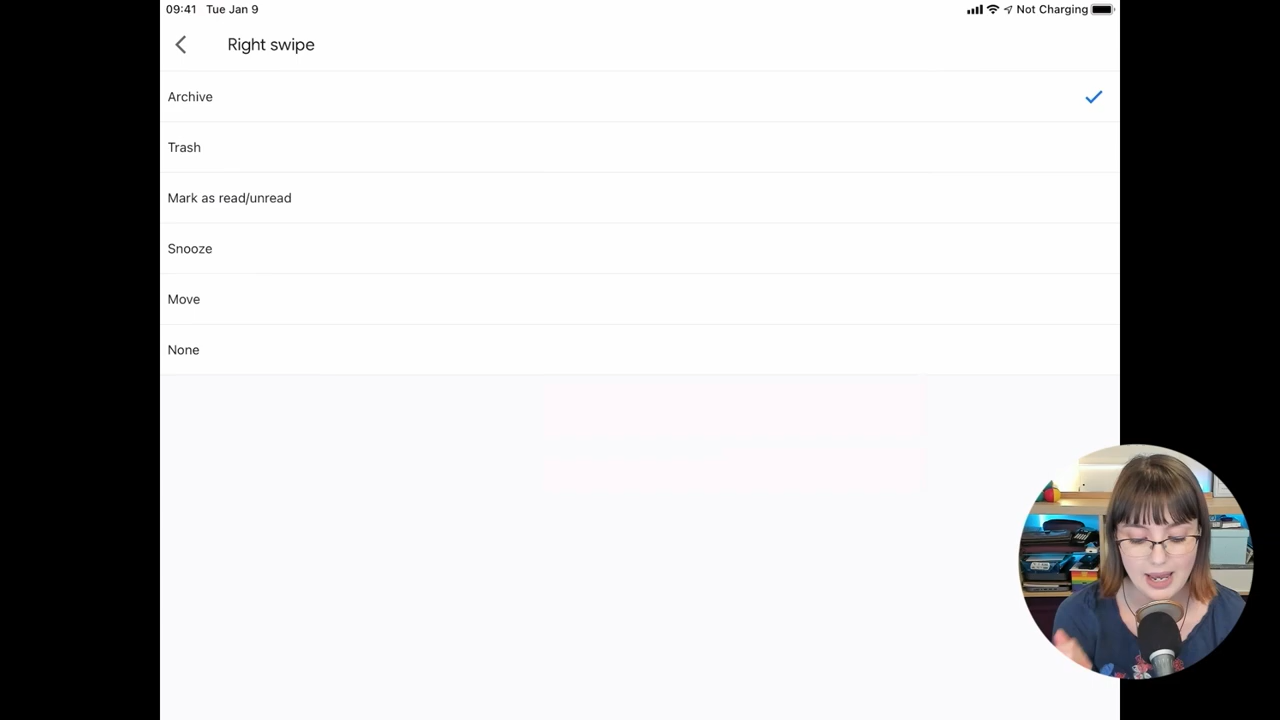 09:41 Tue Jan 9 Not Charging
Right swipe
Archive
Trash
Mark as read/unread
Snooze
Move
None